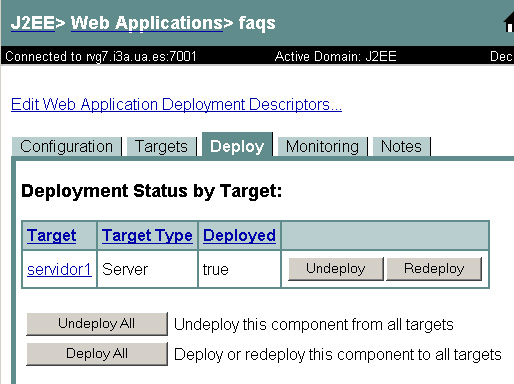 J2EE> Web Applications> faqs
Connected to rvg7.i3a.ua.es:7001 Active Domain: J2EE Dec
Edit Web Application Deployment Descriptors...
Configuration Targets Deploy Monitoring Notes
Deployment Status by Target:
Target Target Type Deployed
servidor1 Server true Undeploy Redeploy
Undeploy All Undeploy this component from all targets
Deploy All Deploy or redeploy this component to all targets